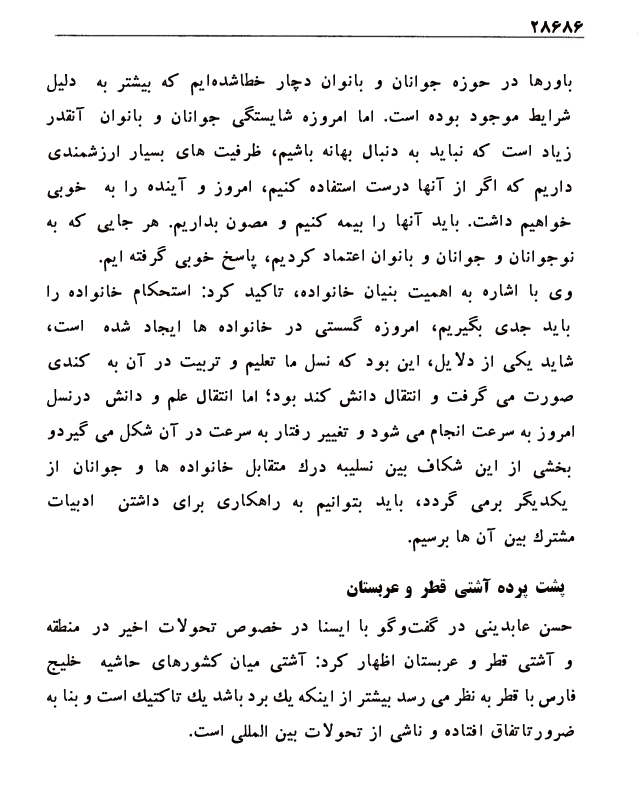 ۲۸۶۸۶
باورها در حوزه جوانان و بانوان دچار خطاشده‌ایم که بیشتر به دلیل
شرایط موجود بوده است. اما امروزه شایستگی جوانان و بانوان آنقدر
زیاد است که نباید به دنبال بهانه باشیم، ظرفیت های بسیار ارزشمندی
داریم که اگر از آنها درست استفاده کنیم، امروز و آینده را به خوبی
خواهیم داشت. باید آنها را بیمه کنیم و مصون بداریم. هر جایی که به
نوجوانان و جوانان و بانوان اعتماد کردیم، پاسخ خوبی گرفته ایم.
وی با اشاره به اهمیت بنیان خانواده، تاکید کرد: استحکام خانواده را
باید جدی بگیریم، امروزه گسستی در خانواده ها ایجاد شده است،
شاید یکی از دلایل، این بود که نسل ما تعلیم و تربیت در آن به کندی
صورت می گرفت و انتقال دانش کند بود؛ اما انتقال علم و دانش درنسل
امروز به سرعت انجام می شود و تغییر رفتار به سرعت در آن شکل می گیردو
بخشی از این شکاف بین نسلیبه درك متقابل خانواده ها و جوانان از
یکدیگر برمی گردد، باید بتوانیم به راهکاری برای داشتن ادبیات
مشترك بین آن ها برسیم.
پشت پرده آشتی قطر و عربستان
حسن عابدینی در گفت‌وگو با ایسنا در خصوص تحولات اخیر در منطقه
و آشتی قطر و عربستان اظهار کرد: آشتی میان کشورهای حاشیه خلیج
فارس با قطر به نظر می رسد بیشتر از اینکه یك برد باشد یك تاکتیك است و بنا به
ضرورتاتفاق افتاده و ناشی از تحولات بین المللی است.